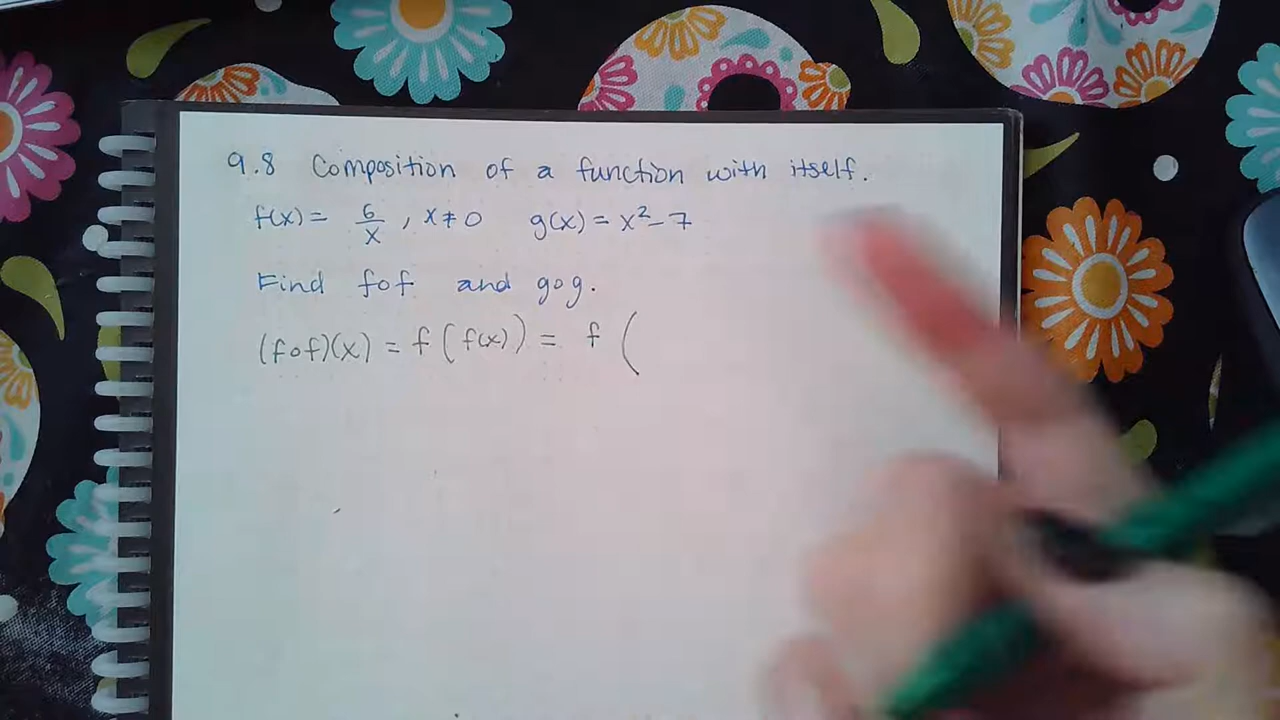 9.8 Composition of a function with itself.
f(x) = 6/x , x ≠ 0 g(x) = x² - 7
Find f∘f and g∘g.
(f∘f)(x) = f(f(x)) = f (